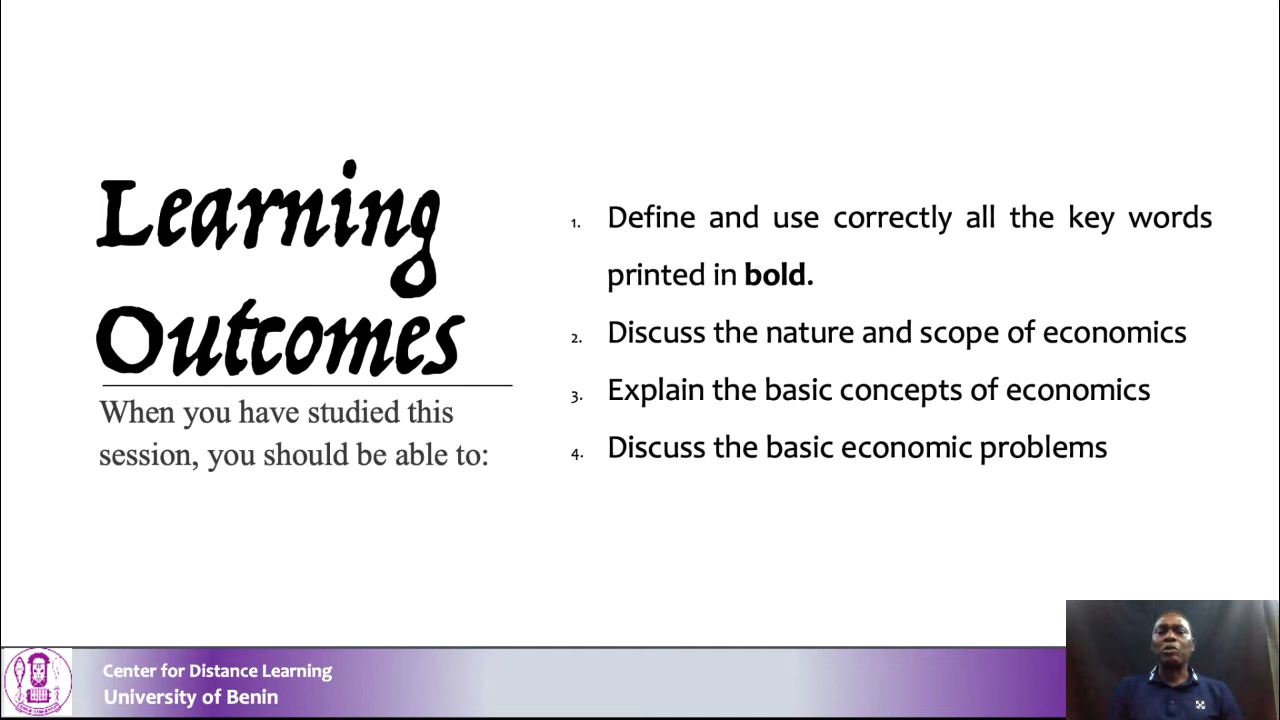 Learning
Outcomes
When you have studied this
session, you should be able to:
1. Define and use correctly all the key words
printed in bold.
2. Discuss the nature and scope of economics
3. Explain the basic concepts of economics
4. Discuss the basic economic problems
Center for Distance Learning
University of Benin